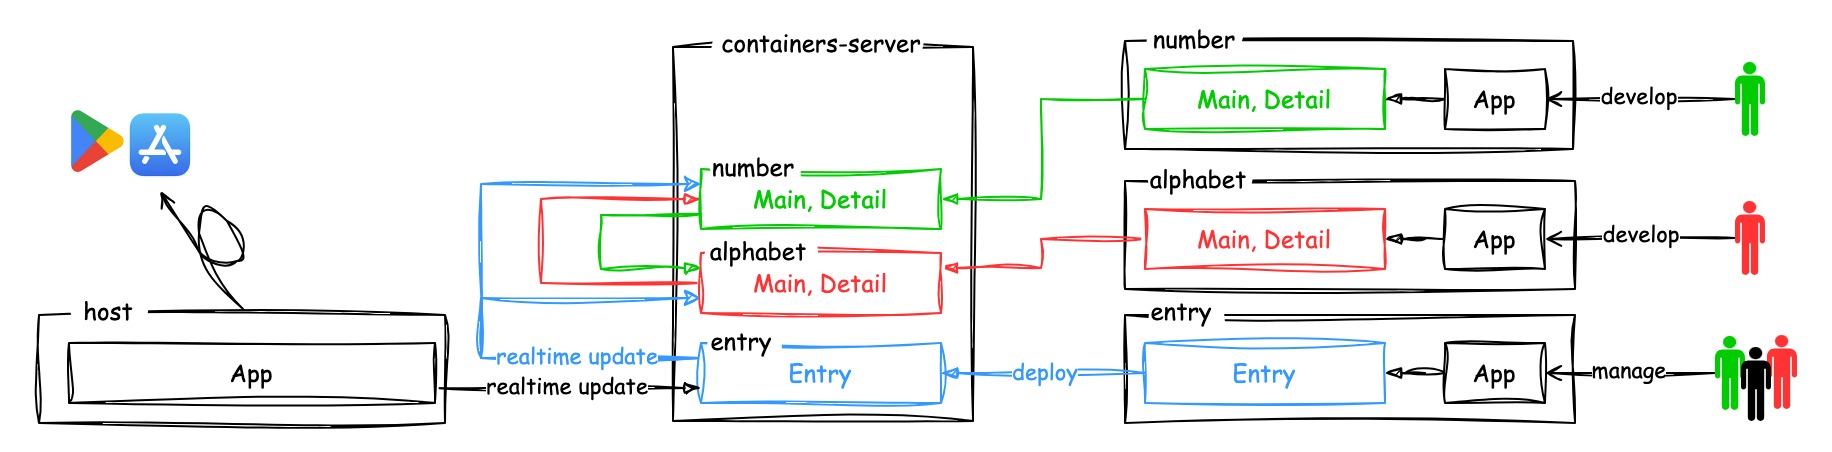 containers-server
number
Main, Detail
App
develop
number
Main, Detail
alphabet
Main, Detail
App
develop
alphabet
Main, Detail
host
App
realtime update
realtime update
entry
Entry
deploy
entry
Entry
App
manage